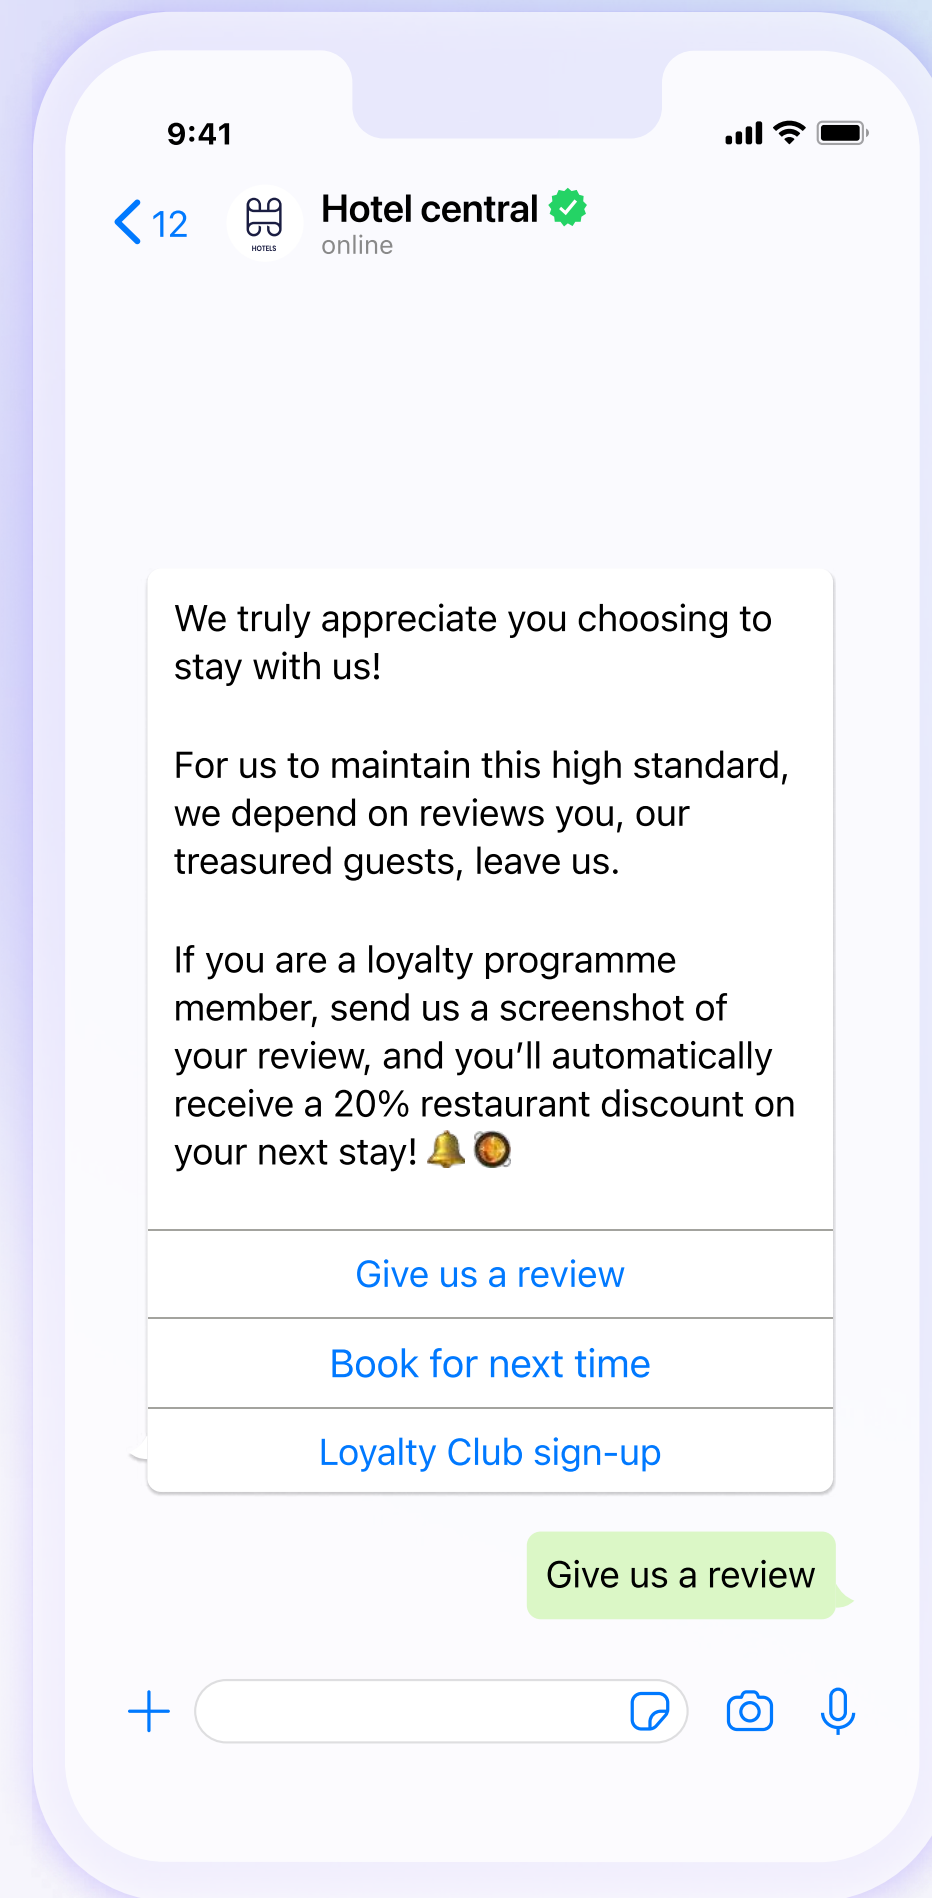 9:41
12
Hotel central
HOTELS
online
We truly appreciate you choosing to
stay with us!
For us to maintain this high standard,
we depend on reviews you, our
treasured guests, leave us.
If you are a loyalty programme
member, send us a screenshot of
your review, and you’ll automatically
receive a 20% restaurant discount on
your next stay! 🔔🥘
Give us a review
Book for next time
Loyalty Club sign-up
Give us a review